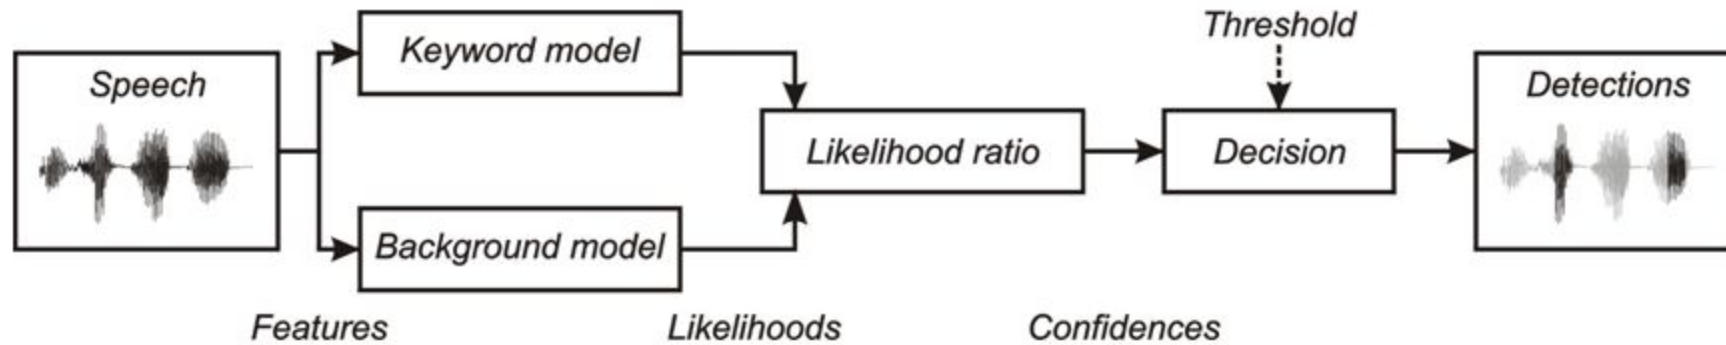 Speech
Keyword model
Background model
Likelihood ratio
Threshold
Decision
Detections
Features
Likelihoods
Confidences